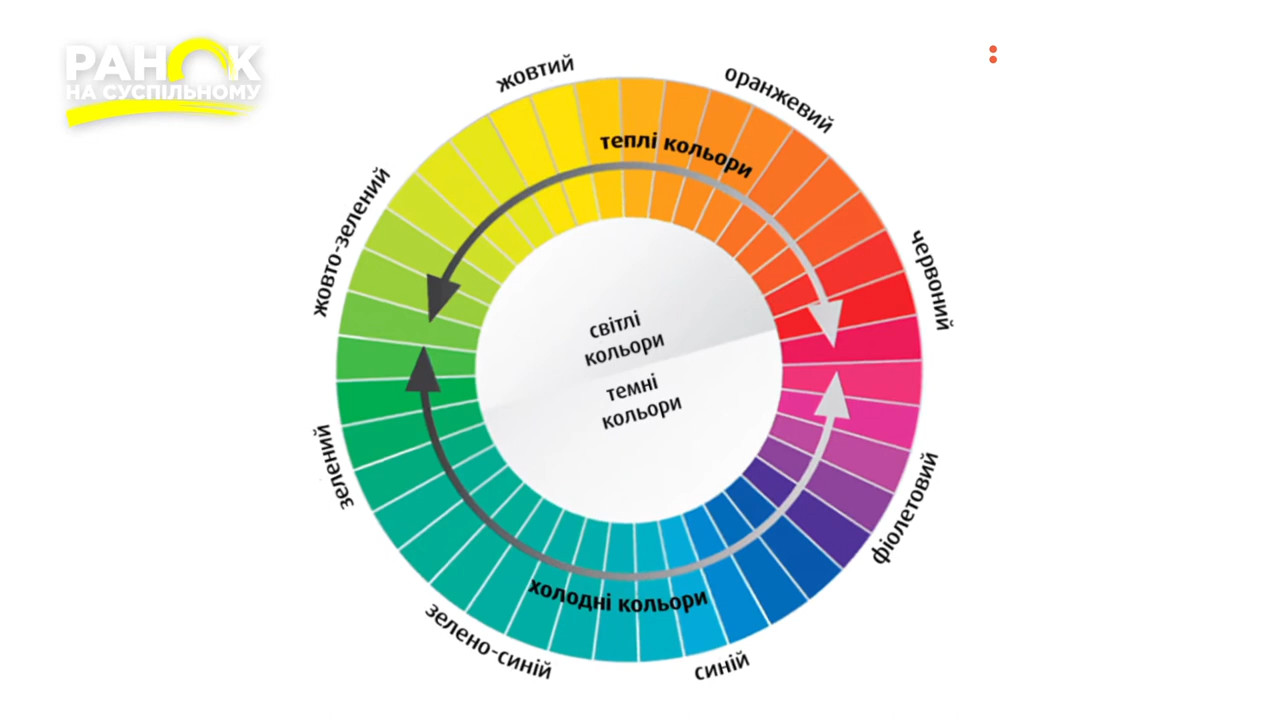 РАНОК
НА СУСПІЛЬНОМУ
жовтий
оранжевий
теплі кольори
жовто-зелений
червоний
світлі
кольори
темні
кольори
зелений
фіолетовий
холодні кольори
зелено-синій
синій